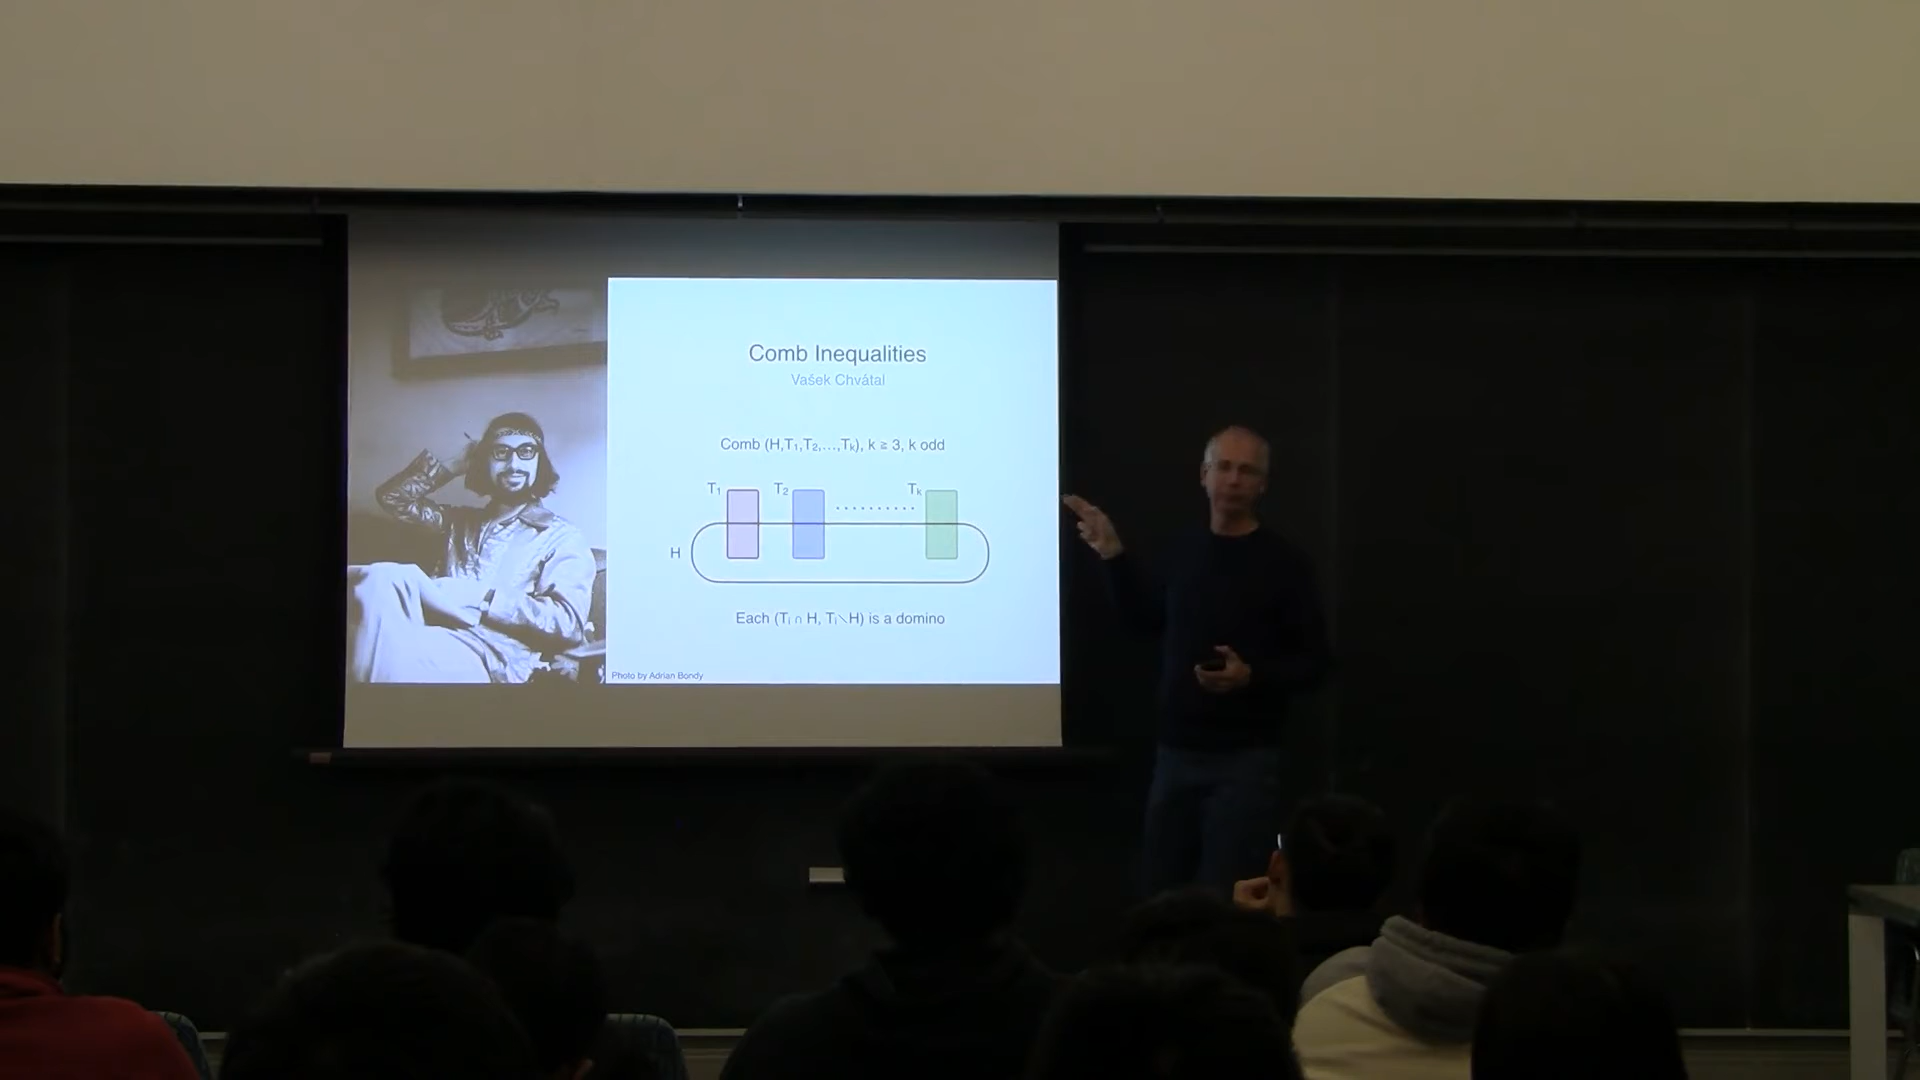 Comb Inequalities
Vašek Chvátal
Comb (H,T₁,T₂,...,Tₖ), k ≥ 3, k odd
T₁ T₂ .......... Tₖ
H
Each (Tᵢ ∩ H, Tᵢ∖H) is a domino
Photo by Adrian Bondy